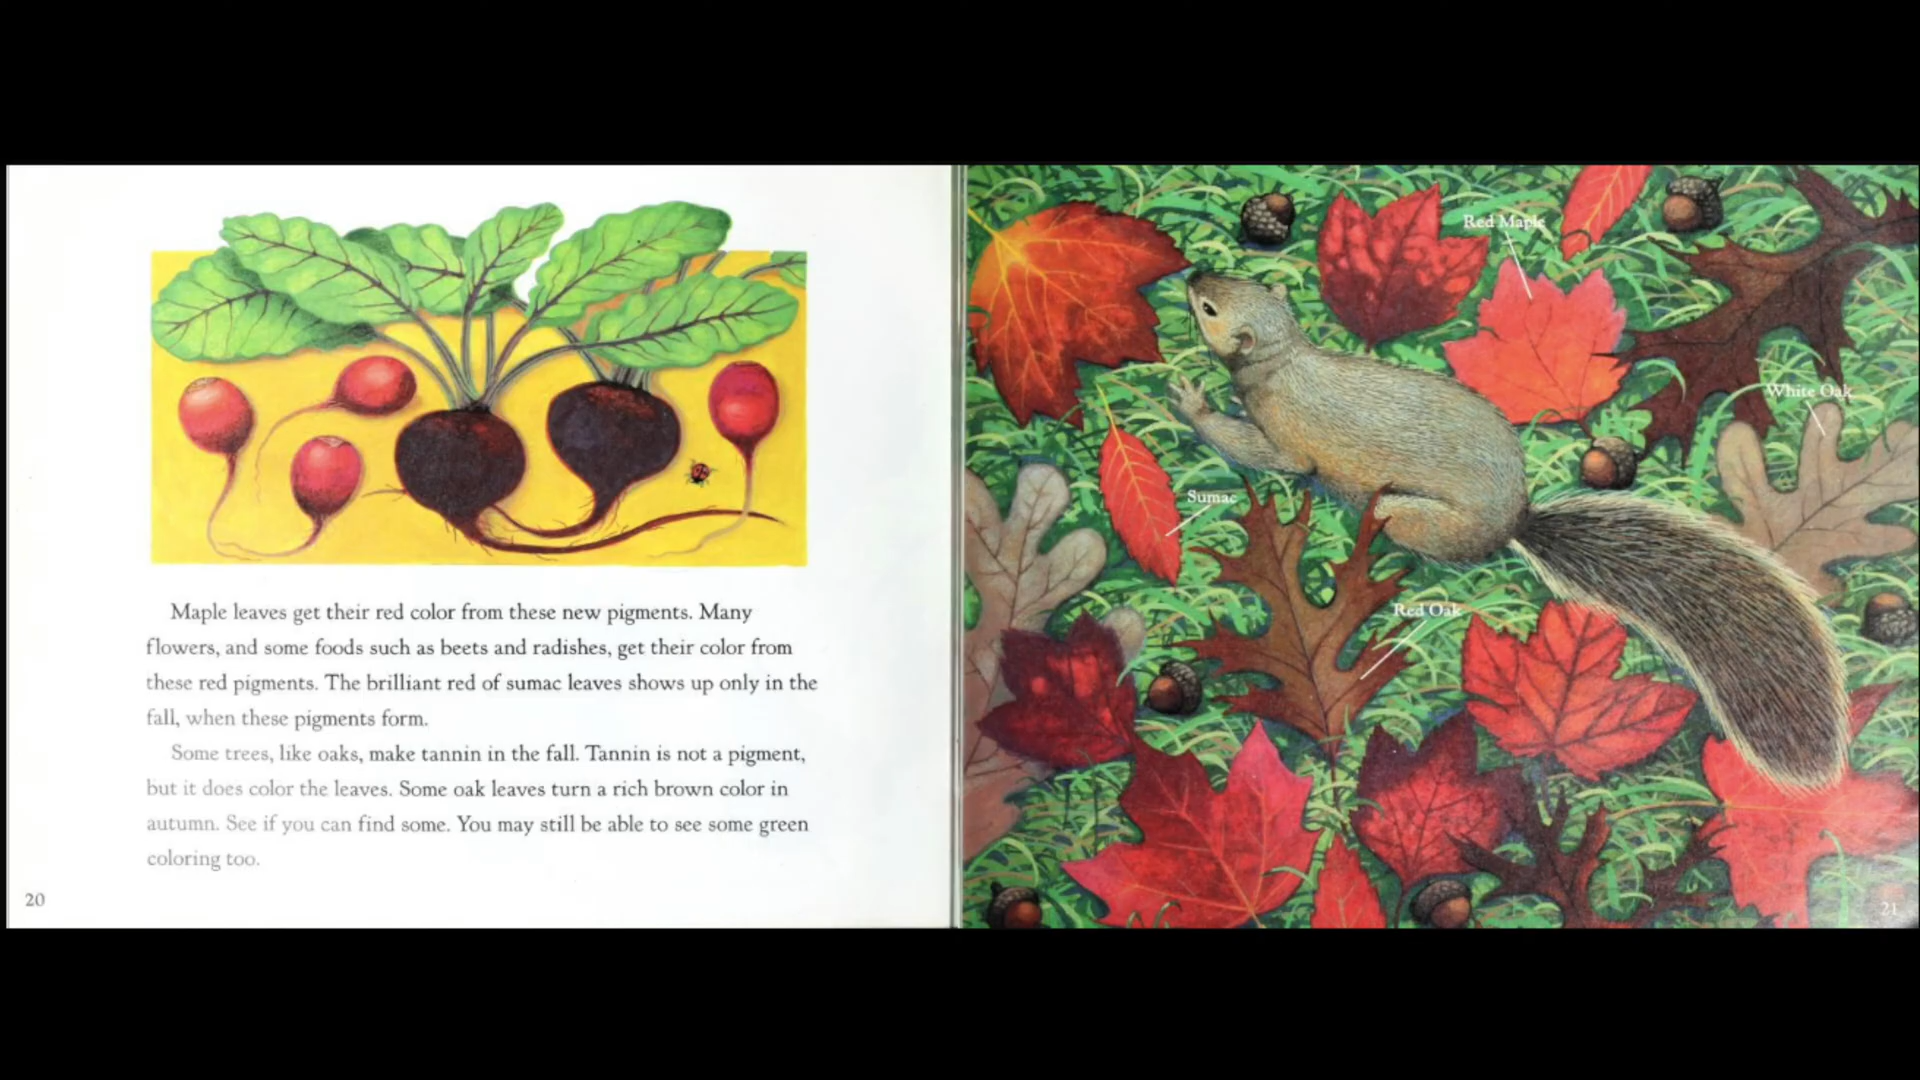 Maple leaves get their red color from these new pigments. Many
flowers, and some foods such as beets and radishes, get their color from
these red pigments. The brilliant red of sumac leaves shows up only in the
fall, when these pigments form.
Some trees, like oaks, make tannin in the fall. Tannin is not a pigment,
but it does color the leaves. Some oak leaves turn a rich brown color in
autumn. See if you can find some. You may still be able to see some green
coloring too.
20
Red Maple
White Oak
Sumac
Red Oak
21